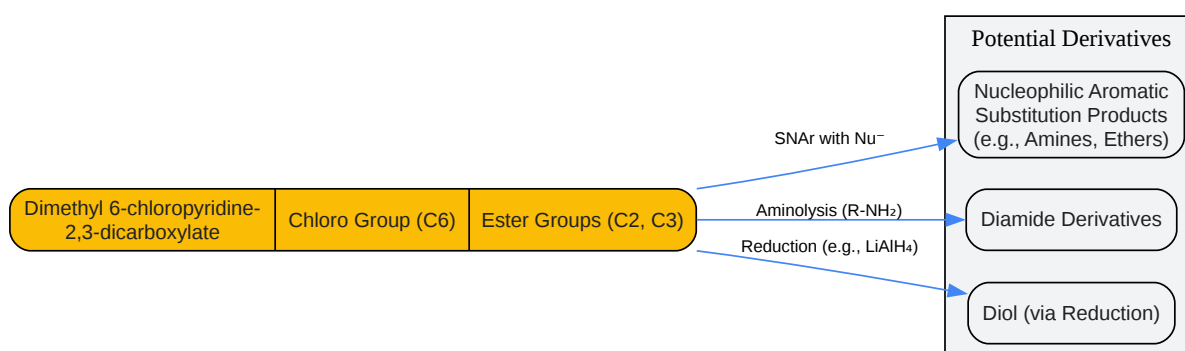 Potential Derivatives
Nucleophilic Aromatic
Substitution Products
(e.g., Amines, Ethers)
SNAr with Nu⁻
Dimethyl 6-chloropyridine-
2,3-dicarboxylate
Chloro Group (C6)
Ester Groups (C2, C3)
Aminolysis (R-NH₂)
Diamide Derivatives
Reduction (e.g., LiAlH₄)
Diol (via Reduction)